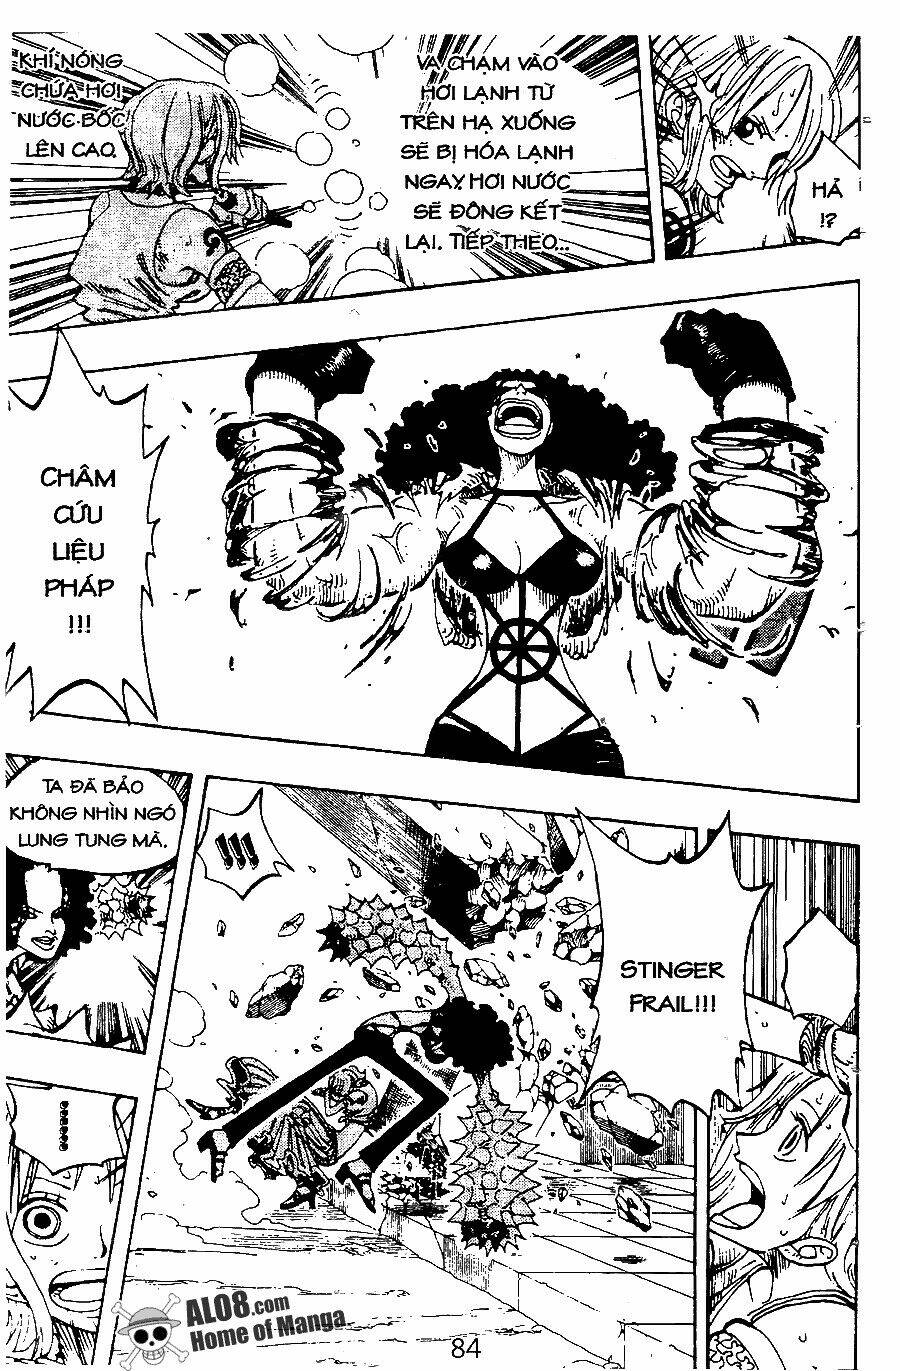 HẢ
!?
VA CHẠM VÀO
HƠI LẠNH TỪ
TRÊN HẠ XUỐNG
SẼ BỊ HÓA LẠNH
NGAY. HƠI NƯỚC
SẼ ĐÔNG KẾT
LẠI. TIẾP THEO...
KHÍ NÓNG
CHỨA HƠI
NƯỚC BỐC
LÊN CAO.
CHÂM
CỨU
LIỆU
PHÁP
!!!
STINGER
FRAIL!!!
!!!
TA ĐÃ BẢO
KHÔNG NHÌN NGÓ
LUNG TUNG MÀ.
......
AL08.com
Home of Manga
84